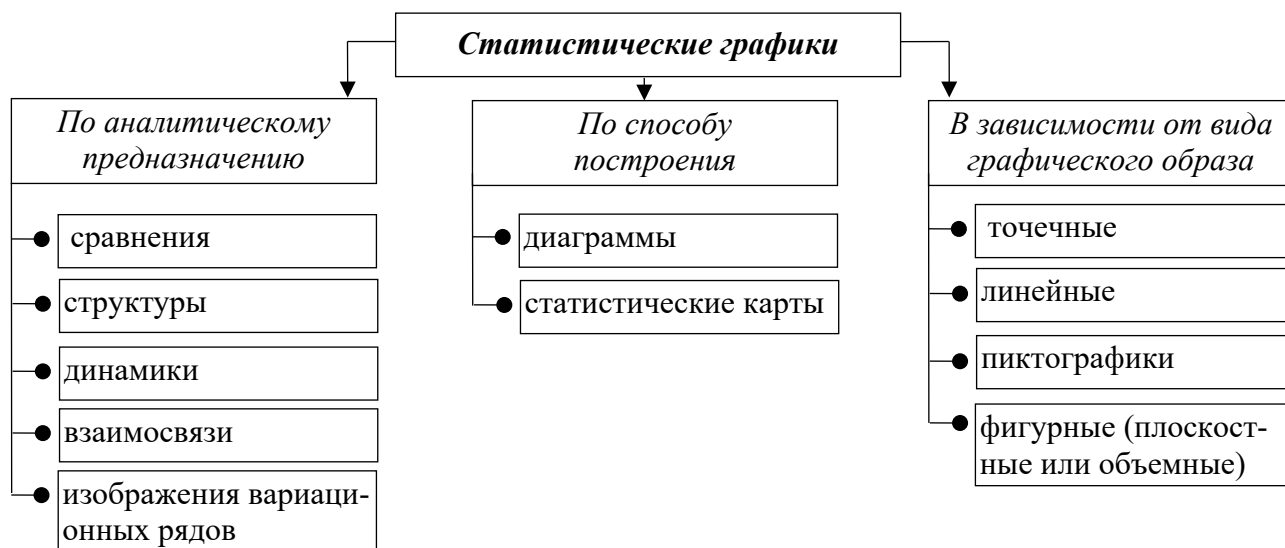 Статистические графики
По аналитическому
предназначению
сравнения
структуры
динамики
взаимосвязи
изображения вариаци-
онных рядов
По способу
построения
диаграммы
статистические карты
В зависимости от вида
графического образа
точечные
линейные
пиктографики
фигурные (плоскост-
ные или объемные)